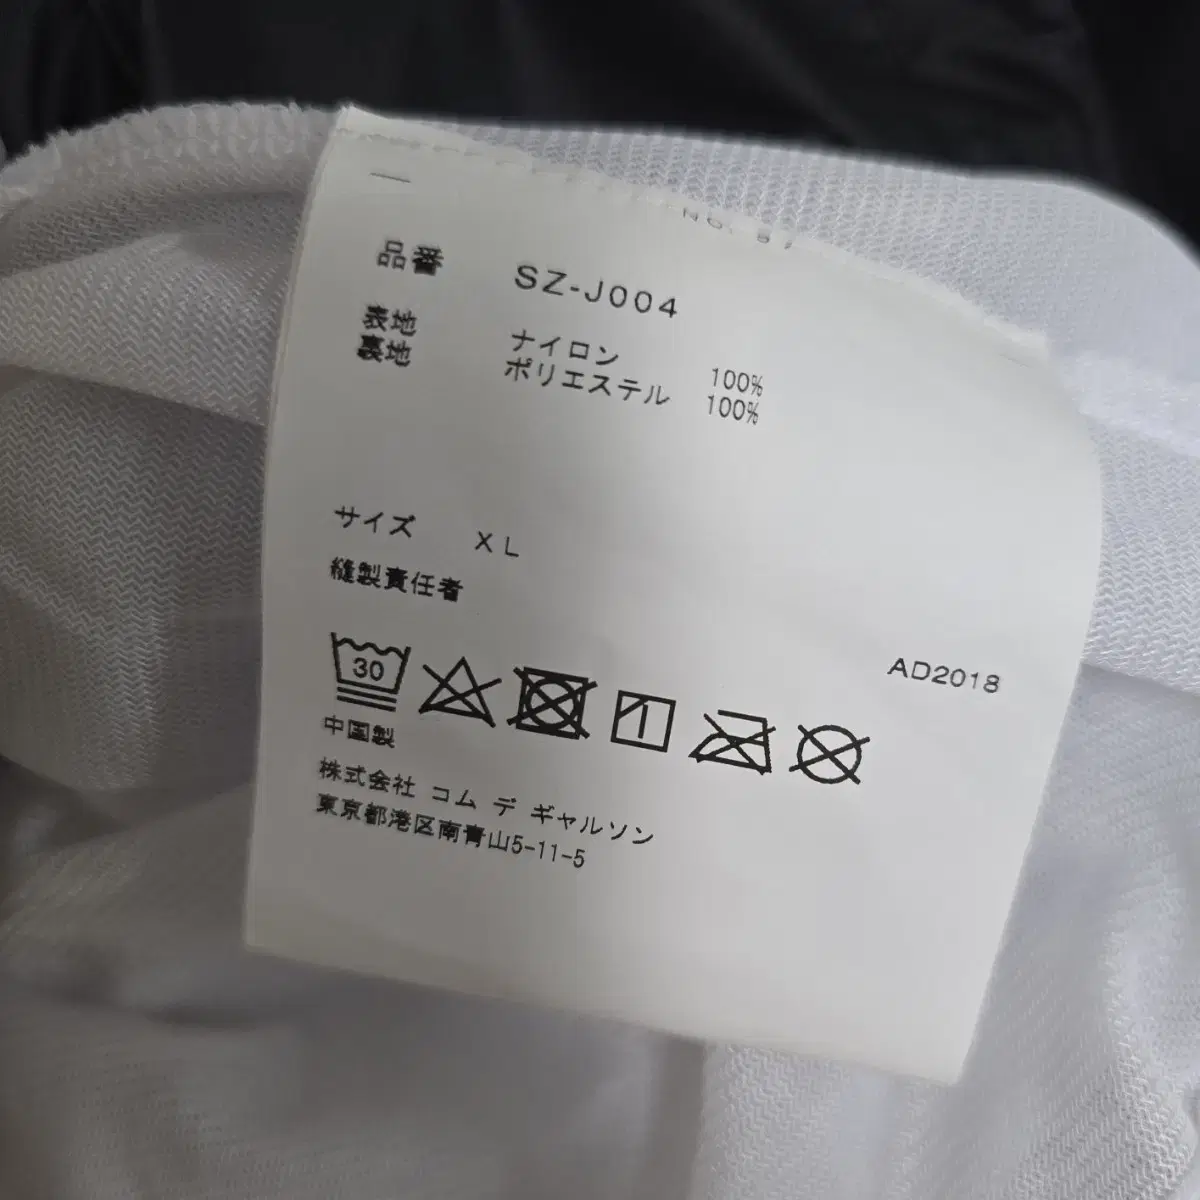 品番 SZ-J004
表地 ナイロン 100%
裏地 ポリエステル 100%
サイズ XL
縫製責任者
AD2018
30
中国製
株式会社 コム デ ギャルソン
東京都港区南青山5-11-5